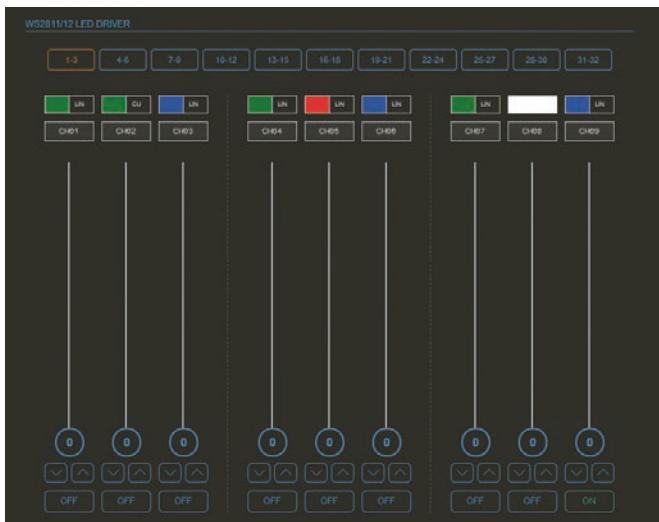 WS2811/12 LED DRIVER
1-3 4-6 7-9 10-12 13-15 16-18 19-21 22-24 25-27 28-30 31-32
LIN CU LIN LIN LIN LIN LIN LIN
CH01 CH02 CH03 CH04 CH05 CH06 CH07 CH08 CH09
0 0 0 0 0 0 0 0 0
OFF OFF OFF OFF OFF OFF OFF OFF ON